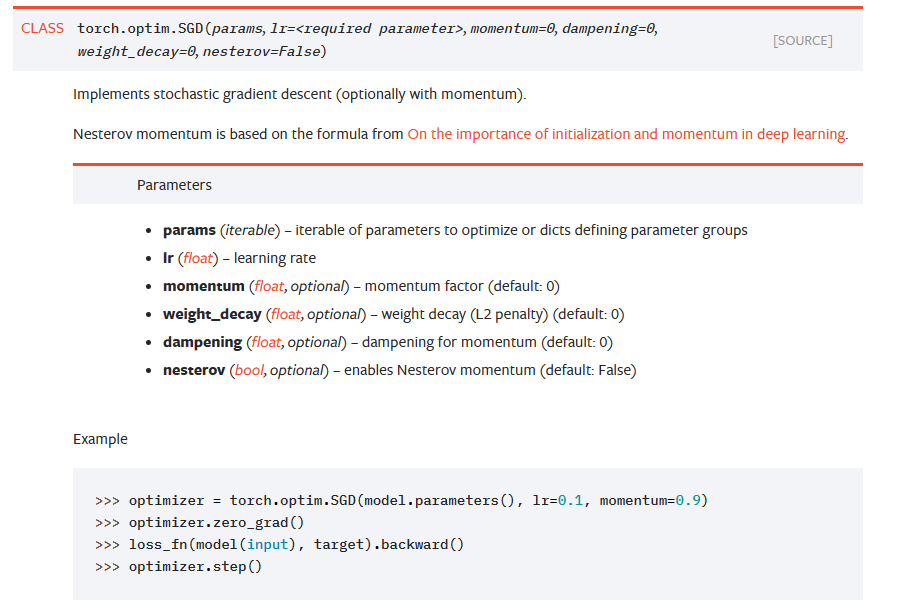 CLASS torch.optim.SGD(params, lr=<required parameter>, momentum=0, dampening=0,
weight_decay=0, nesterov=False)
[SOURCE]
Implements stochastic gradient descent (optionally with momentum).
Nesterov momentum is based on the formula from On the importance of initialization and momentum in deep learning.
Parameters
• params (iterable) – iterable of parameters to optimize or dicts defining parameter groups
• lr (float) – learning rate
• momentum (float, optional) – momentum factor (default: 0)
• weight_decay (float, optional) – weight decay (L2 penalty) (default: 0)
• dampening (float, optional) – dampening for momentum (default: 0)
• nesterov (bool, optional) – enables Nesterov momentum (default: False)
Example
>>> optimizer = torch.optim.SGD(model.parameters(), lr=0.1, momentum=0.9)
>>> optimizer.zero_grad()
>>> loss_fn(model(input), target).backward()
>>> optimizer.step()